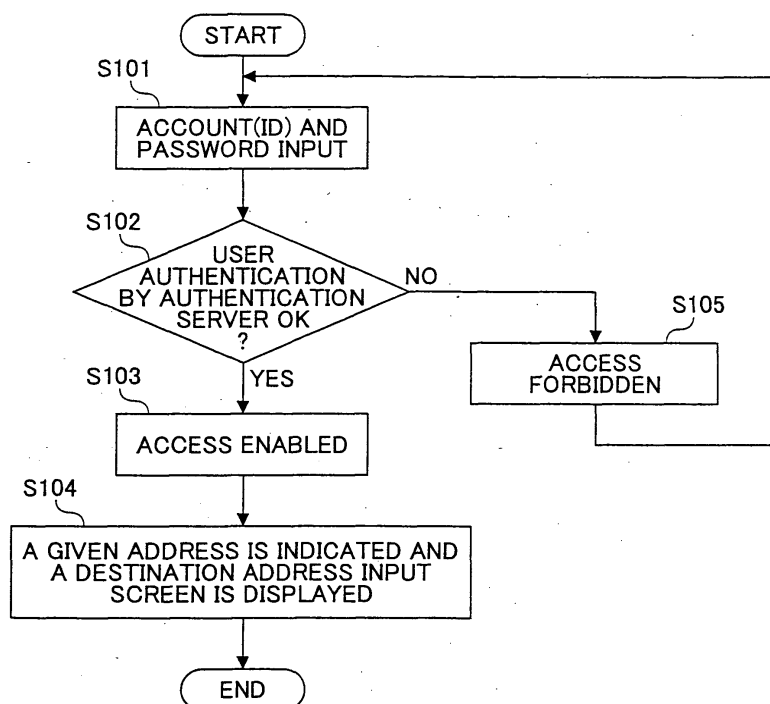 START
S101
ACCOUNT(ID) AND
PASSWORD INPUT
S102
USER
AUTHENTICATION
BY AUTHENTICATION
SERVER OK
?
NO
S105
ACCESS
FORBIDDEN
YES
S103
ACCESS ENABLED
S104
A GIVEN ADDRESS IS INDICATED AND
A DESTINATION ADDRESS INPUT
SCREEN IS DISPLAYED
END